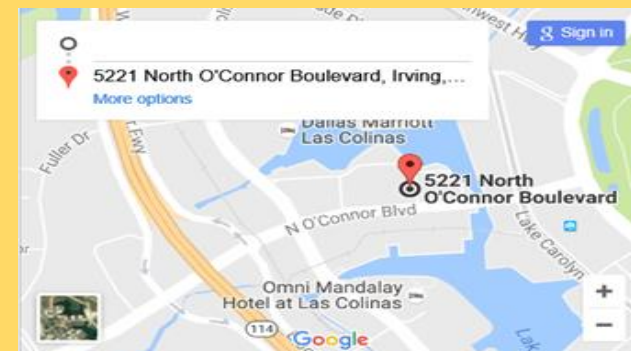 Sign in
5221 North O'Connor Boulevard, Irving,...
More options
Dallas Marriott
Las Colinas
Fuller Dr
5221 North
O'Connor Boulevard
N O'Connor Blvd
Lake Carolyn
Omni Mandalay
Hotel at Las Colinas
114
Google
+
−